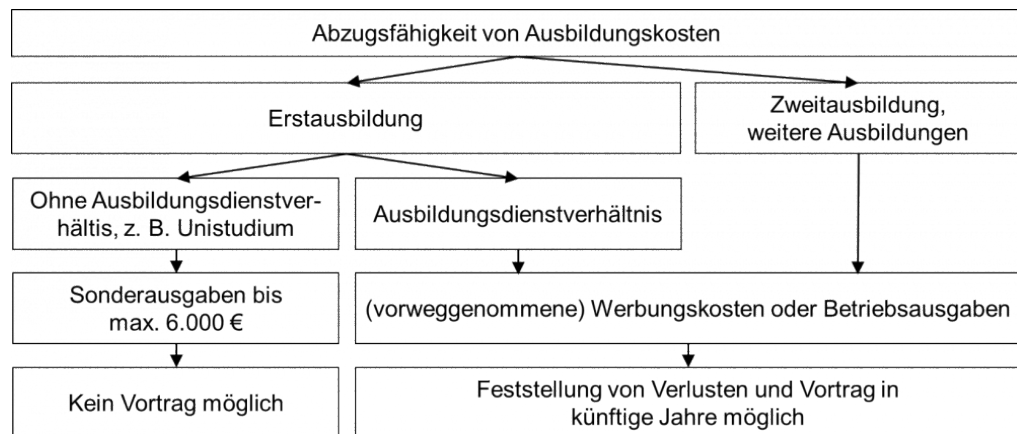 Abzugsfähigkeit von Ausbildungskosten
Erstausbildung
Zweitausbildung,
weitere Ausbildungen
Ohne Ausbildungsdienstver-
hältis, z. B. Unistudium
Ausbildungsdienstverhältnis
Sonderausgaben bis
max. 6.000 €
(vorweggenommene) Werbungskosten oder Betriebsausgaben
Kein Vortrag möglich
Feststellung von Verlusten und Vortrag in
künftige Jahre möglich